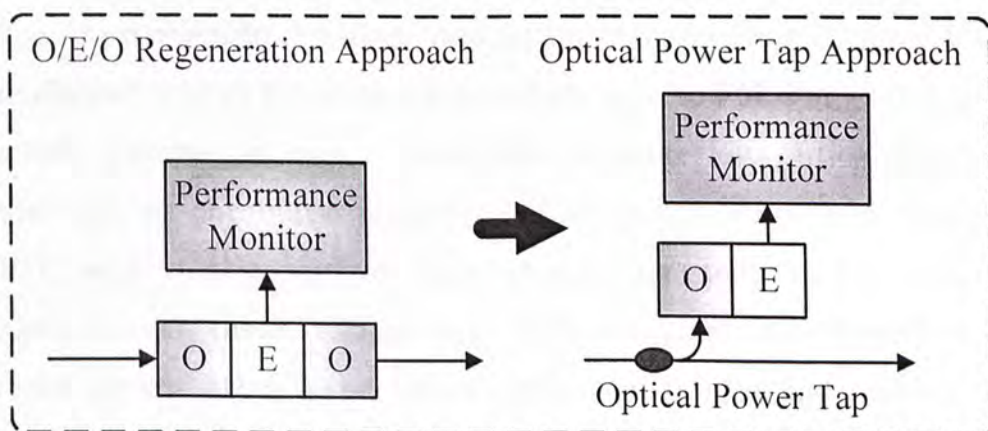 O/E/O Regeneration Approach
Performance
Monitor
O E O
Optical Power Tap Approach
Performance
Monitor
O E
Optical Power Tap